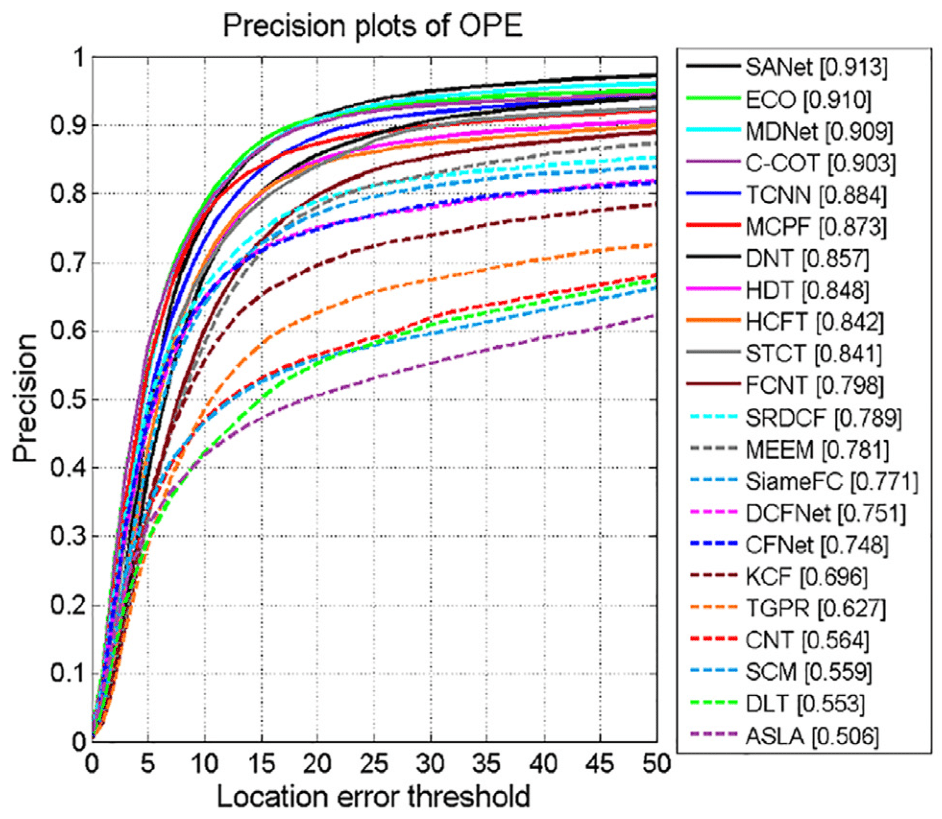 Precision plots of OPE
1
0.9
0.8
0.7
0.6
0.5
0.4
0.3
0.2
0.1
0
Precision
0 5 10 15 20 25 30 35 40 45 50
Location error threshold
SANet [0.913]
ECO [0.910]
MDNet [0.909]
C-COT [0.903]
TCNN [0.884]
MCPF [0.873]
DNT [0.857]
HDT [0.848]
HCFT [0.842]
STCT [0.841]
FCNT [0.798]
SRDCF [0.789]
MEEM [0.781]
SiameFC [0.771]
DCFNet [0.751]
CFNet [0.748]
KCF [0.696]
TGPR [0.627]
CNT [0.564]
SCM [0.559]
DLT [0.553]
ASLA [0.506]